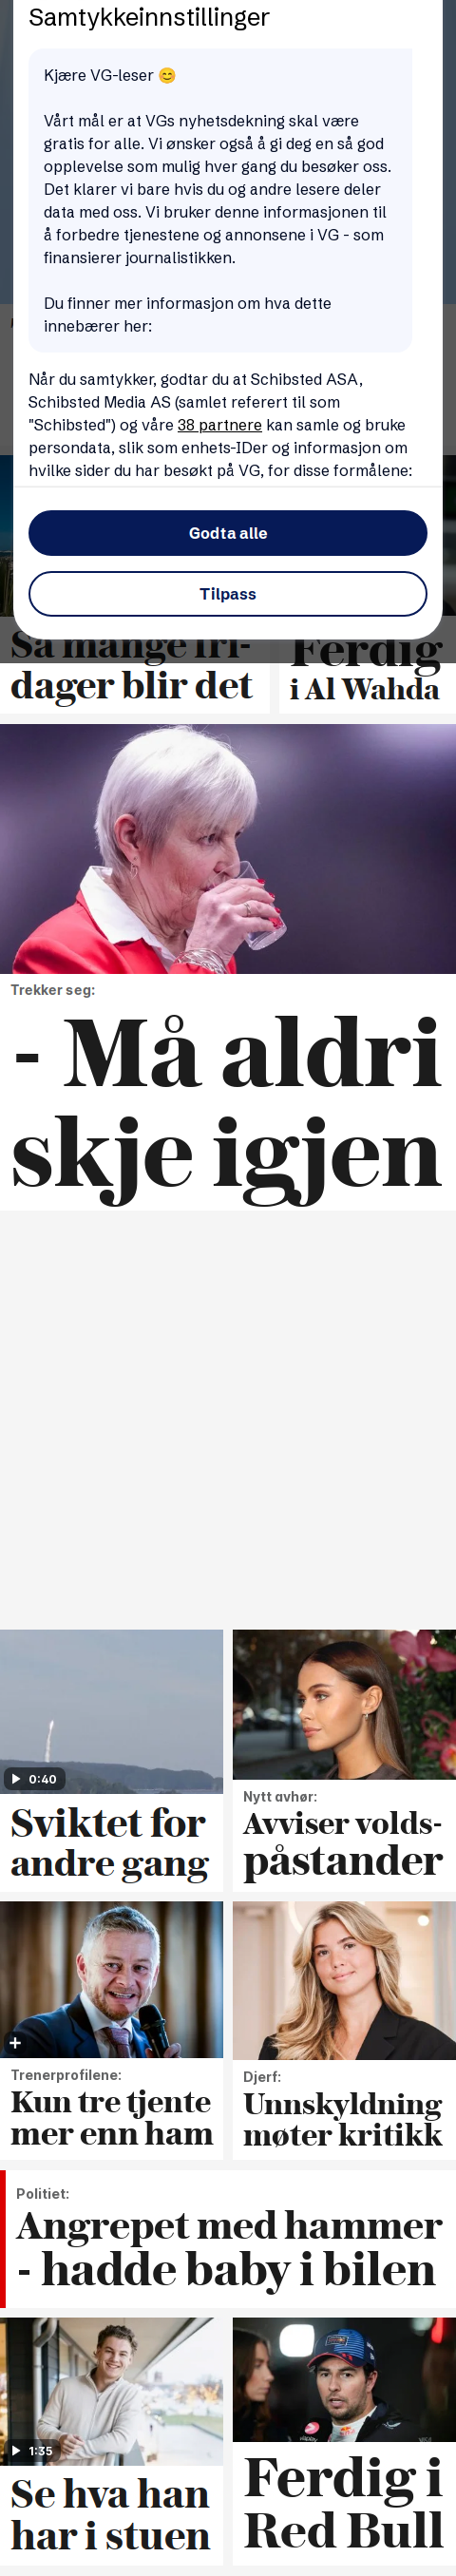 Samtykkeinnstillinger
Kjære VG-leser 😊
Vårt mål er at VGs nyhetsdekning skal være
gratis for alle. Vi ønsker også å gi deg en så god
opplevelse som mulig hver gang du besøker oss.
Det klarer vi bare hvis du og andre lesere deler
data med oss. Vi bruker denne informasjonen til
å forbedre tjenestene og annonsene i VG - som
finansierer journalistikken.
Du finner mer informasjon om hva dette
innebærer her:
Når du samtykker, godtar du at Schibsted ASA,
Schibsted Media AS (samlet referert til som
"Schibsted") og våre 38 partnere kan samle og bruke
persondata, slik som enhets-IDer og informasjon om
hvilke sider du har besøkt på VG, for disse formålene:
Godta alle
Tilpass
Så mange fri-
dager blir det
Ferdig
i Al Wahda
Trekker seg:
- Må aldri
skje igjen
0:40
Sviktet for
andre gang
Nytt avhør:
Avviser volds-
påstander
Trenerprofilene:
Kun tre tjente
mer enn ham
Djerf:
Unnskyldning
møter kritikk
Politiet:
Angrepet med hammer
- hadde baby i bilen
1:35
Se hva han
har i stuen
Ferdig i
Red Bull